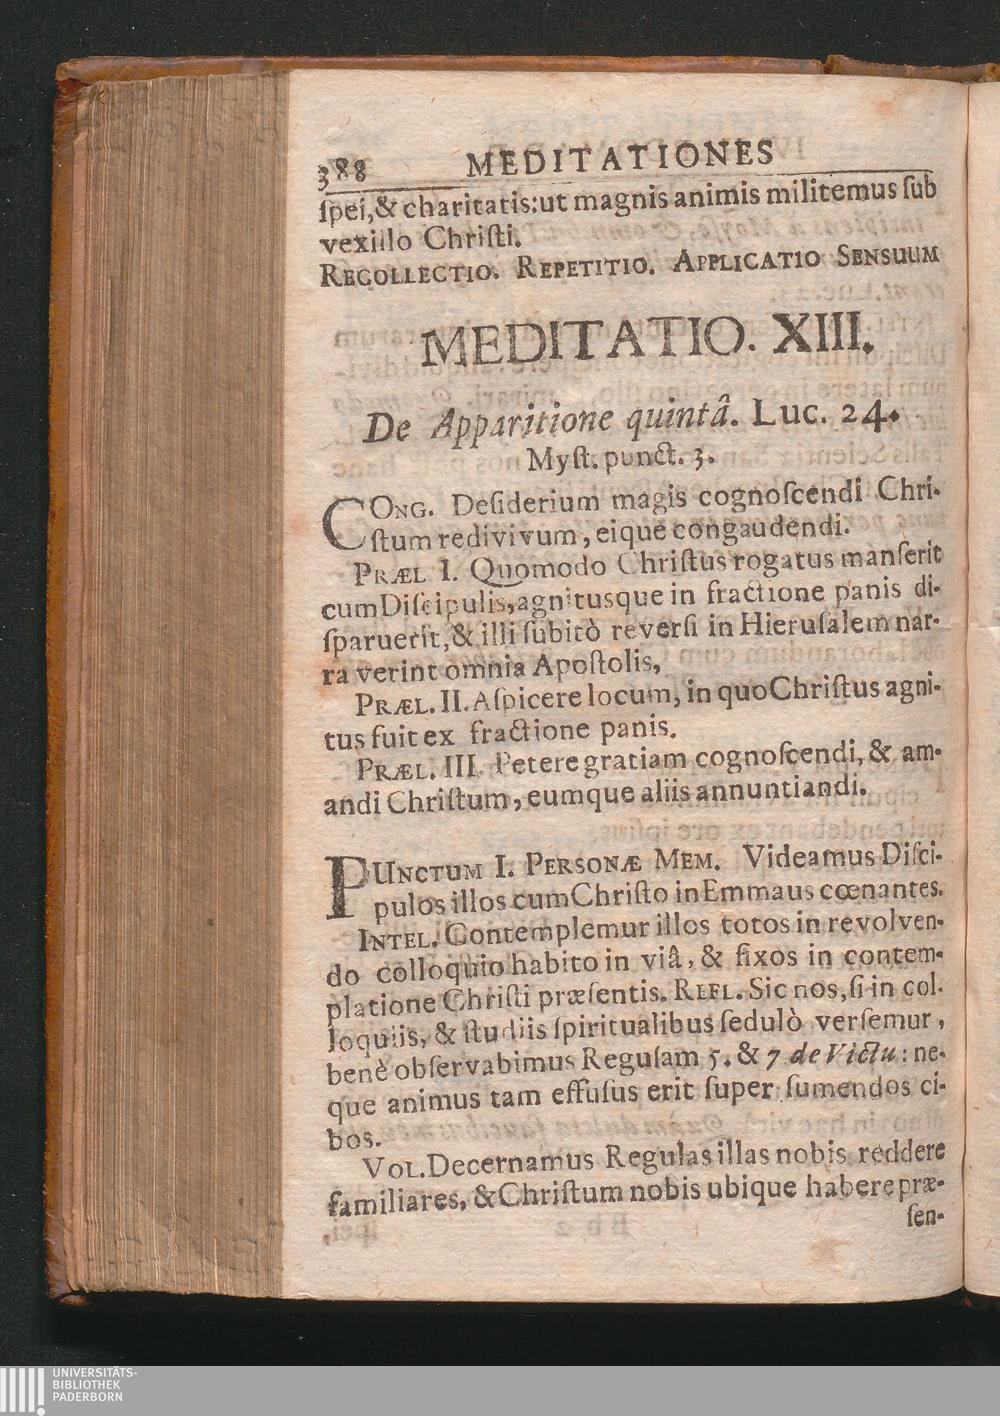 388 MEDITATIONES
ſpei,& charitatis:ut magnis animis militemus ſub
vexillo Chriſti.
RECOLLECTIO. REPETITIO. APPLICATIO SENSUUM
MEDITATIO. XIII.
De Apparitione quintâ. Luc. 24.
Myſt. punct. 3.
CONG. Deſiderium magis cognoſcendi Chri-
ſtum redivivum, eique congaudendi.
PRÆL I. Quomodo Chriſtus rogatus manſerit
cum Diſcipulis, agnitusque in fractione panis di-
ſparuerit, & illi ſubitò reverſi in Hieruſalem nar-
ra verint omnia Apoſtolis,
PRÆL. II. Aſpicere locum, in quo Chriſtus agni-
tus fuit ex fractione panis.
PRÆL. III. Petere gratiam cognoſcendi, & am-
andi Chriſtum, eumque aliis annuntiandi.
PUNCTUM I. PERSONÆ MEM. Videamus Diſci-
pulos illos cum Chriſto in Emmaus cœnantes.
INTEL. Contemplemur illos totos in revolven-
do colloquio habito in viâ, & fixos in contem-
platione Chriſti præſentis. REFL. Sic nos, ſi in col-
loquiis, & ſtudiis ſpiritualibus ſedulò verſemur,
benè obſervabimus Regulam 5. & 7 de Victu: ne-
que animus tam effuſus erit ſuper ſumendos ci-
bos.
VOL. Decernamus Regulas illas nobis reddere
familiares, & Chriſtum nobis ubique habere præ-
ſen-
UNIVERSITÄTS-
BIBLIOTHEK
PADERBORN